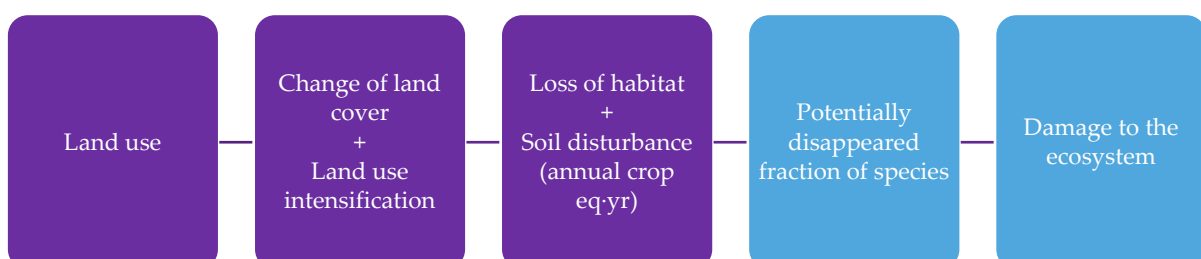 Land use
Change of land
cover
+
Land use
intensification
Loss of habitat
+
Soil disturbance
(annual crop
eq·yr)
Potentially
disappeared
fraction of species
Damage to the
ecosystem